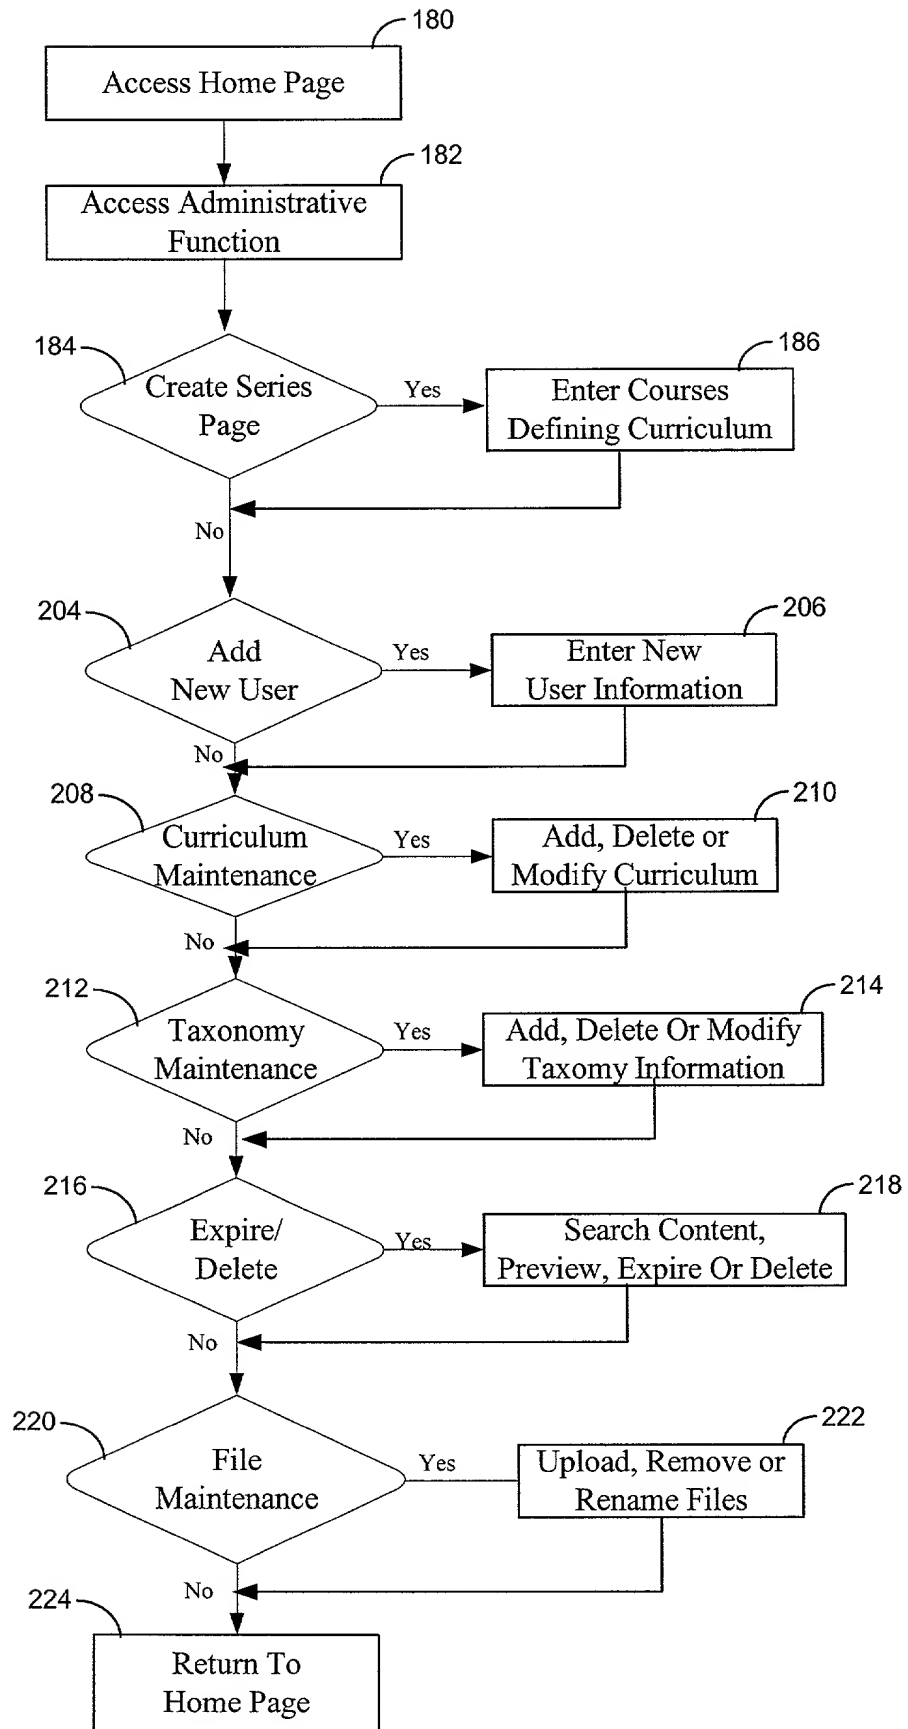 180
Access Home Page
182
Access Administrative
Function
184
Create Series
Page
Yes
186
Enter Courses
Defining Curriculum
No
204
Add
New User
Yes
206
Enter New
User Information
No
208
Curriculum
Maintenance
Yes
210
Add, Delete or
Modify Curriculum
No
212
Taxonomy
Maintenance
Yes
214
Add, Delete Or Modify
Taxomy Information
No
216
Expire/
Delete
Yes
218
Search Content,
Preview, Expire Or Delete
No
220
File
Maintenance
Yes
222
Upload, Remove or
Rename Files
No
224
Return To
Home Page